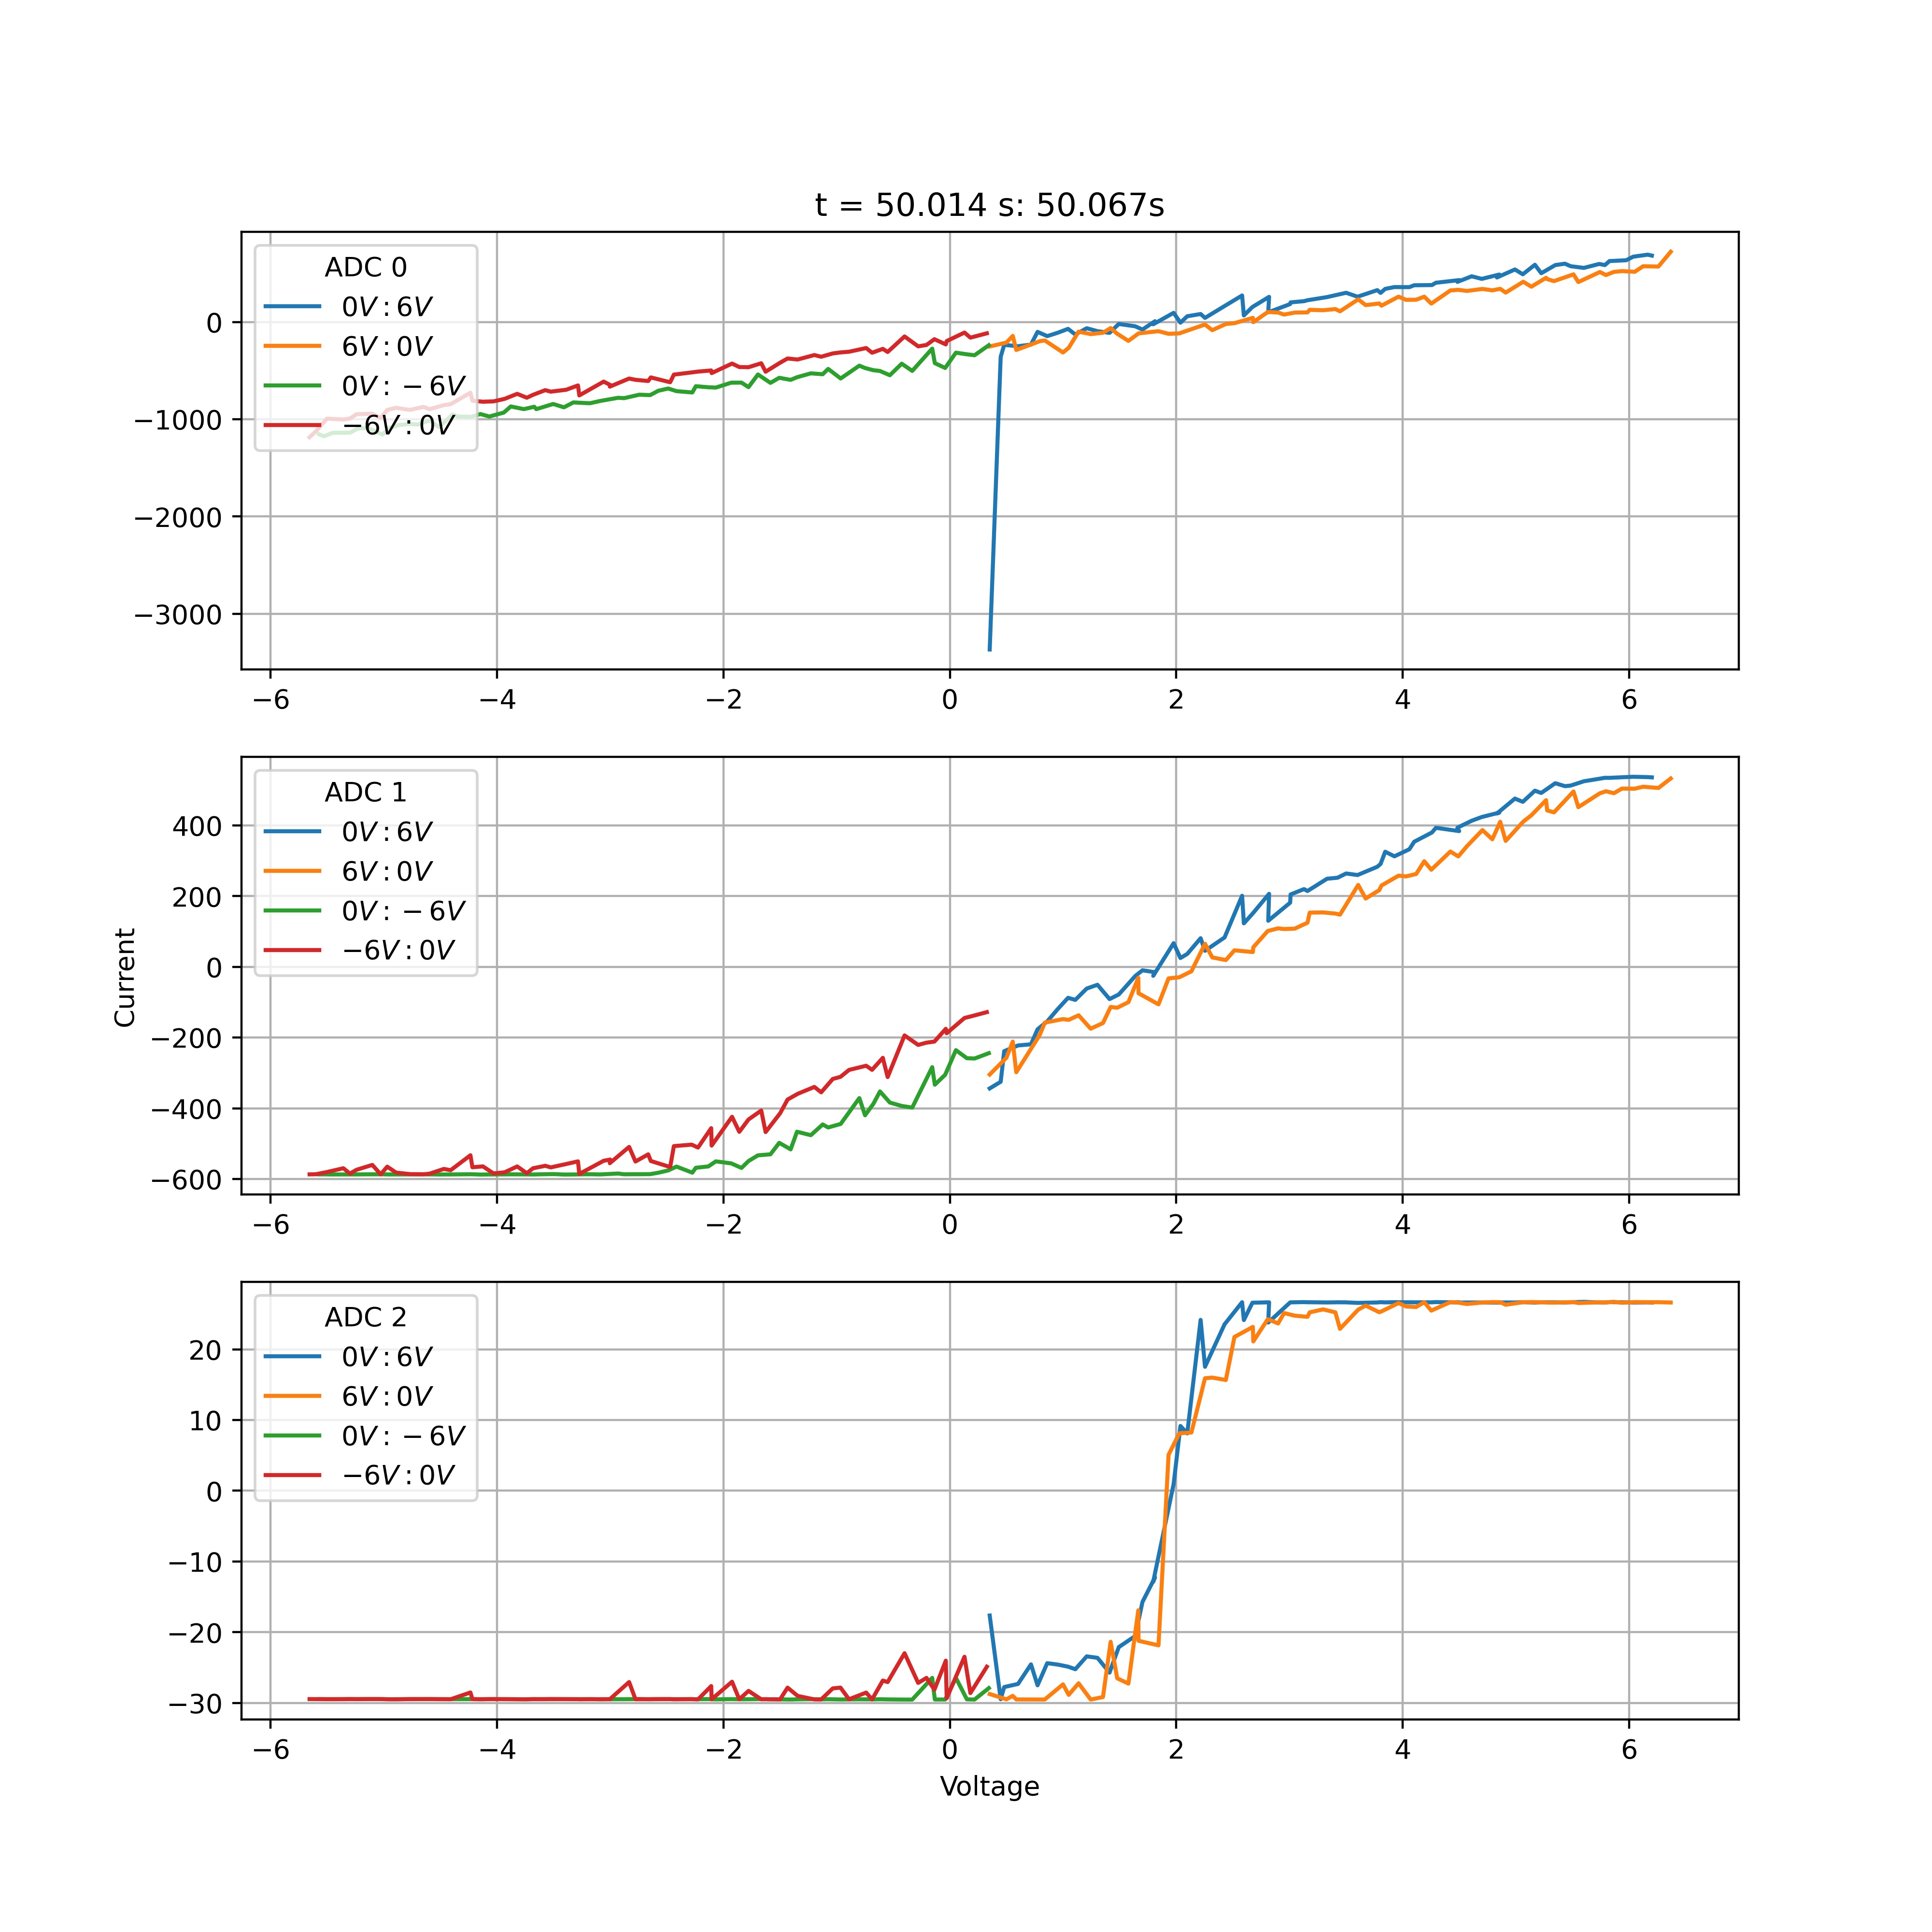 t = 50.014 s: 50.067s
ADC 0
0V : 6V
6V : 0V
0V : −6V
−6V : 0V
0
−1000
−2000
−3000
−6 −4 −2 0 2 4 6
ADC 1
0V : 6V
6V : 0V
0V : −6V
−6V : 0V
400
200
0
−200
−400
−600
Current
−6 −4 −2 0 2 4 6
ADC 2
0V : 6V
6V : 0V
0V : −6V
−6V : 0V
20
10
0
−10
−20
−30
−6 −4 −2 0 2 4 6
Voltage